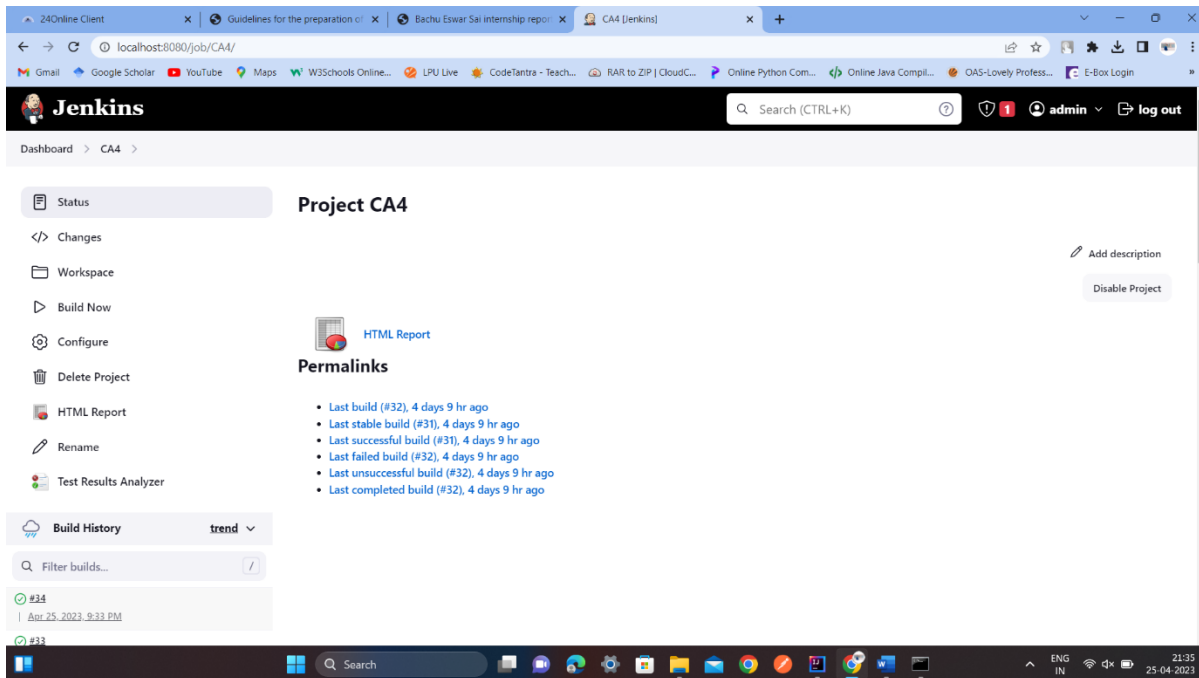 24Online Client
Guidelines for the preparation of
Bachu Eswar Sai internship repor
CA4 [Jenkins]
localhost:8080/job/CA4/
Gmail Google Scholar YouTube Maps W3Schools Online... LPU Live CodeTantra - Teach... RAR to ZIP | CloudC... Online Python Com... Online Java Compil... OAS-Lovely Profess... E-Box Login »
Jenkins
Search (CTRL+K)
1
admin
log out
Dashboard > CA4 >
Status
Changes
Workspace
Build Now
Configure
Delete Project
HTML Report
Rename
Test Results Analyzer
Build History trend
Filter builds... /
#34
Apr 25, 2023, 9:33 PM
#33
Project CA4
Add description
Disable Project
HTML Report
Permalinks
• Last build (#32), 4 days 9 hr ago
• Last stable build (#31), 4 days 9 hr ago
• Last successful build (#31), 4 days 9 hr ago
• Last failed build (#32), 4 days 9 hr ago
• Last unsuccessful build (#32), 4 days 9 hr ago
• Last completed build (#32), 4 days 9 hr ago
Search
ENG
IN
21:35
25-04-2023